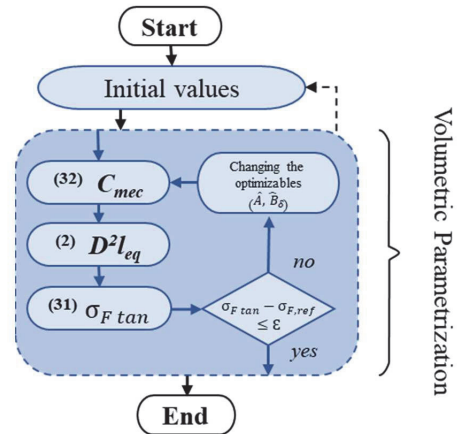 Start
Initial values
(32) C_mec
Changing the
optimizables
(Â, B̂_δ)
(2) D²l_eq
no
(31) σ_F tan
σ_F tan − σ_F,ref
≤ ε
yes
End
Volumetric Parametrization